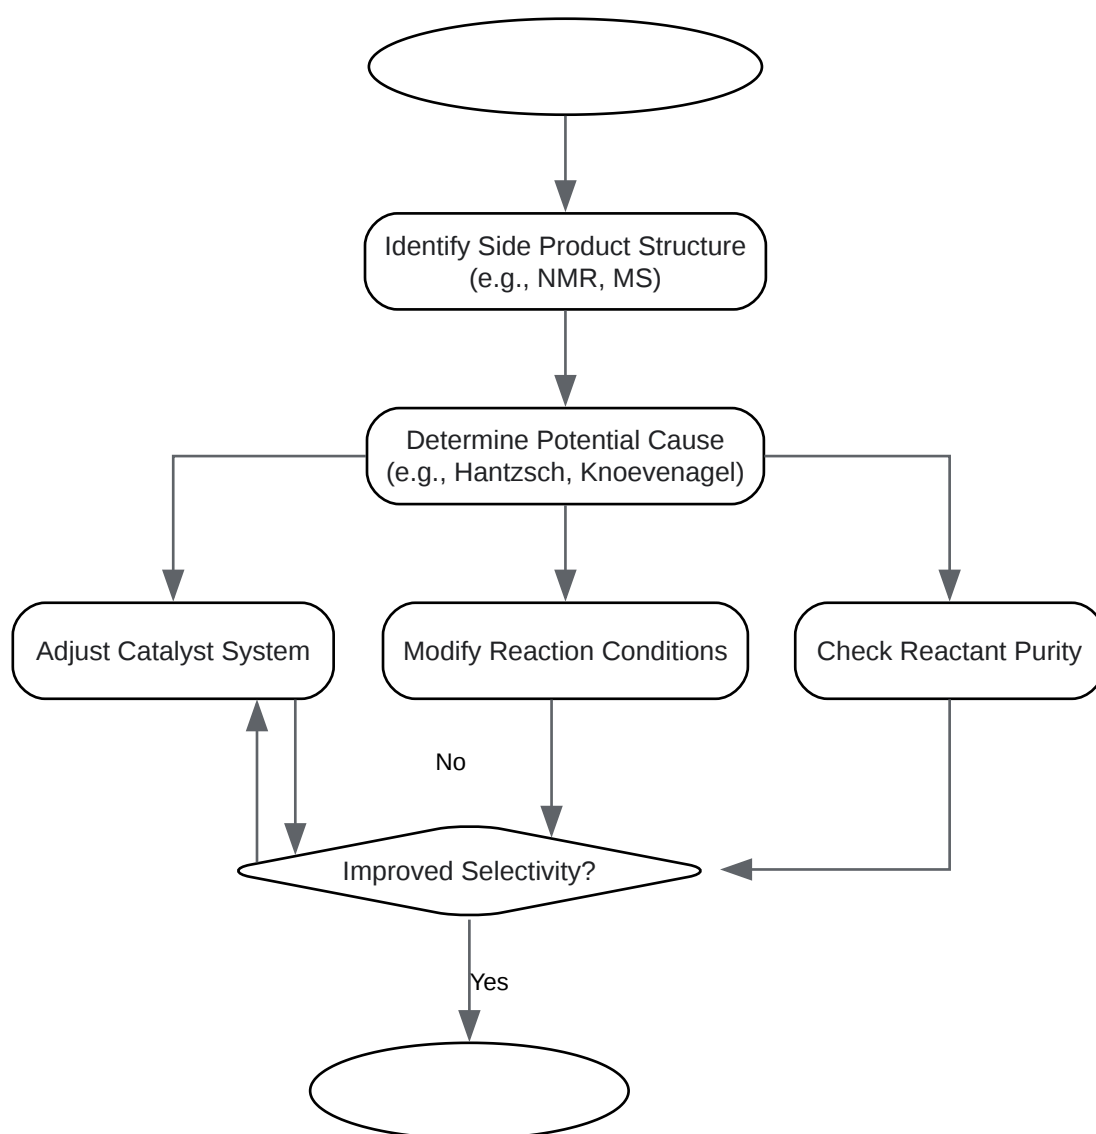 Identify Side Product Structure
(e.g., NMR, MS)
Determine Potential Cause
(e.g., Hantzsch, Knoevenagel)
Adjust Catalyst System
Modify Reaction Conditions
Check Reactant Purity
No
Improved Selectivity?
Yes